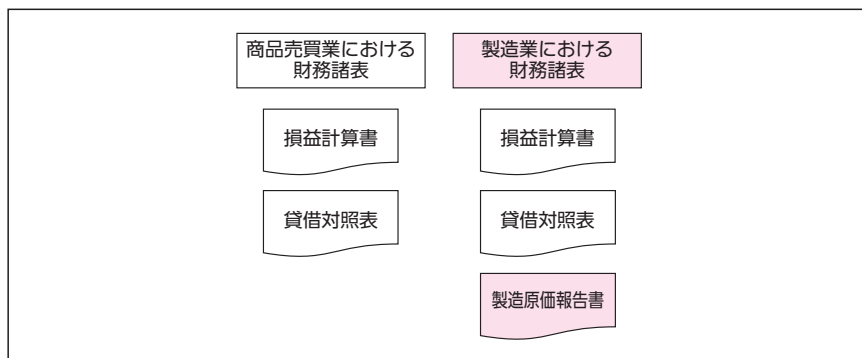 商品売買業における
財務諸表
損益計算書
貸借対照表
製造業における
財務諸表
損益計算書
貸借対照表
製造原価報告書